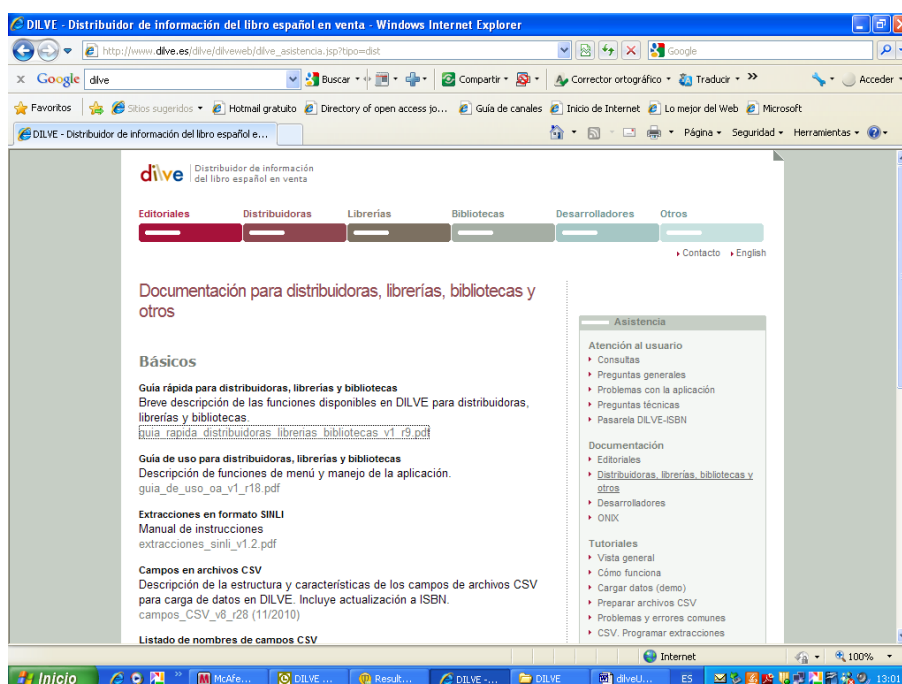 DILVE - Distribuidor de información del libro español en venta - Windows Internet Explorer
http://www.dilve.es/dilve/dilveweb/dilve_asistencia.jsp?tipo=dist
Google
x Google dilve Buscar Compartir Corrector ortográfico Traducir Acceder
Favoritos Sitios sugeridos Hotmail gratuito Directory of open access jo... Guía de canales Inicio de Internet Lo mejor del Web Microsoft
DILVE - Distribuidor de información del libro español e... Página Seguridad Herramientas
dilve Distribuidor de información
del libro español en venta
Editoriales Distribuidoras Librerías Bibliotecas Desarrolladores Otros
Contacto English
Documentación para distribuidoras, librerías, bibliotecas y
otros
Básicos
Guía rápida para distribuidoras, librerías y bibliotecas
Breve descripción de las funciones disponibles en DILVE para distribuidoras,
librerías y bibliotecas.
guia_rapida_distribuidoras_librerias_bibliotecas_v1_r9.pdf
Guía de uso para distribuidoras, librerías y bibliotecas
Descripción de funciones de menú y manejo de la aplicación.
guia_de_uso_oa_v1_r18.pdf
Extracciones en formato SINLI
Manual de instrucciones
extracciones_sinli_v1.2.pdf
Campos en archivos CSV
Descripción de la estructura y características de los campos de archivos CSV
para carga de datos en DILVE. Incluye actualización a ISBN.
campos_CSV_v8_r28 (11/2010)
Listado de nombres de campos CSV
Asistencia
Atención al usuario
Consultas
Preguntas generales
Problemas con la aplicación
Preguntas técnicas
Pasarela DILVE-ISBN
Documentación
Editoriales
Distribuidoras, librerías, bibliotecas y
otros
Desarrolladores
ONIX
Tutoriales
Vista general
Cómo funciona
Cargar datos (demo)
Preparar archivos CSV
Problemas y errores comunes
CSV. Programar extracciones
Internet 100%
Inicio McAfe... DILVE ... Result... DILVE -... DILVE dilveU... ES 13:01